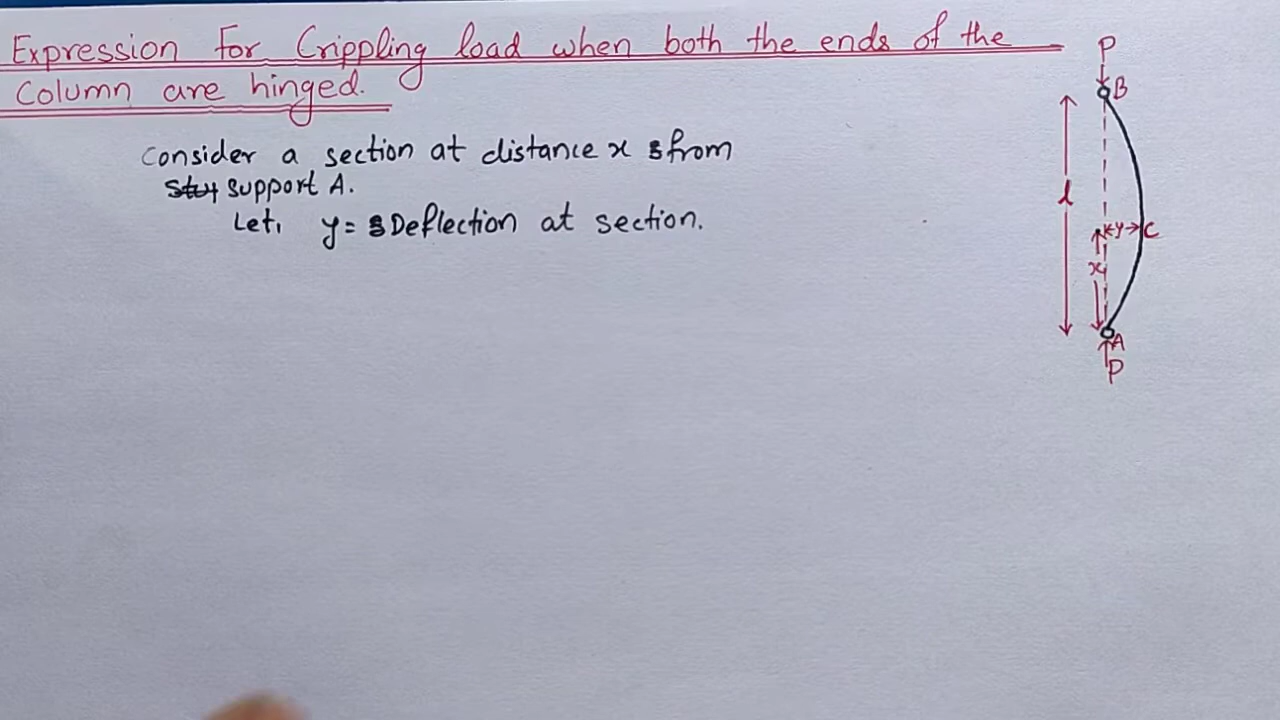 Expression for Crippling load when both the ends of the
column are hinged.
Consider a section at distance x from
support A.
Let, y = Deflection at section.
P
B
l
y
C
x
A
P